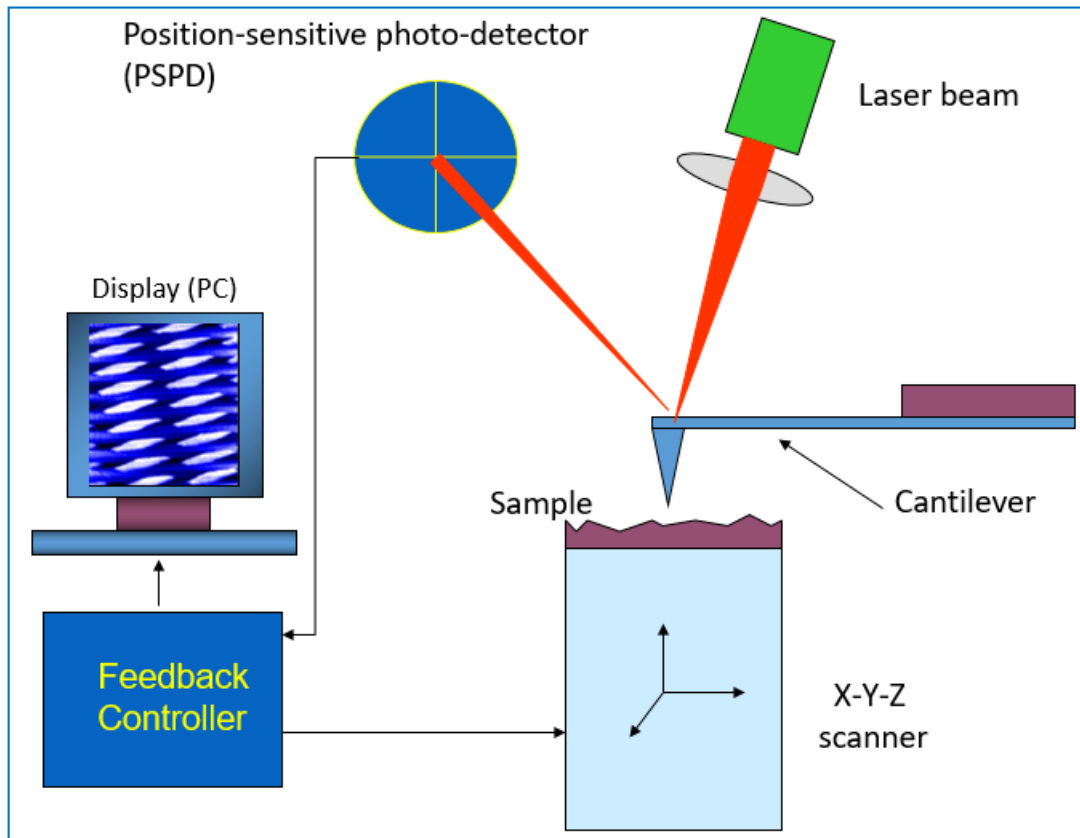 Position-sensitive photo-detector
(PSPD)
Laser beam
Display (PC)
Sample
Cantilever
Feedback
Controller
X-Y-Z
scanner